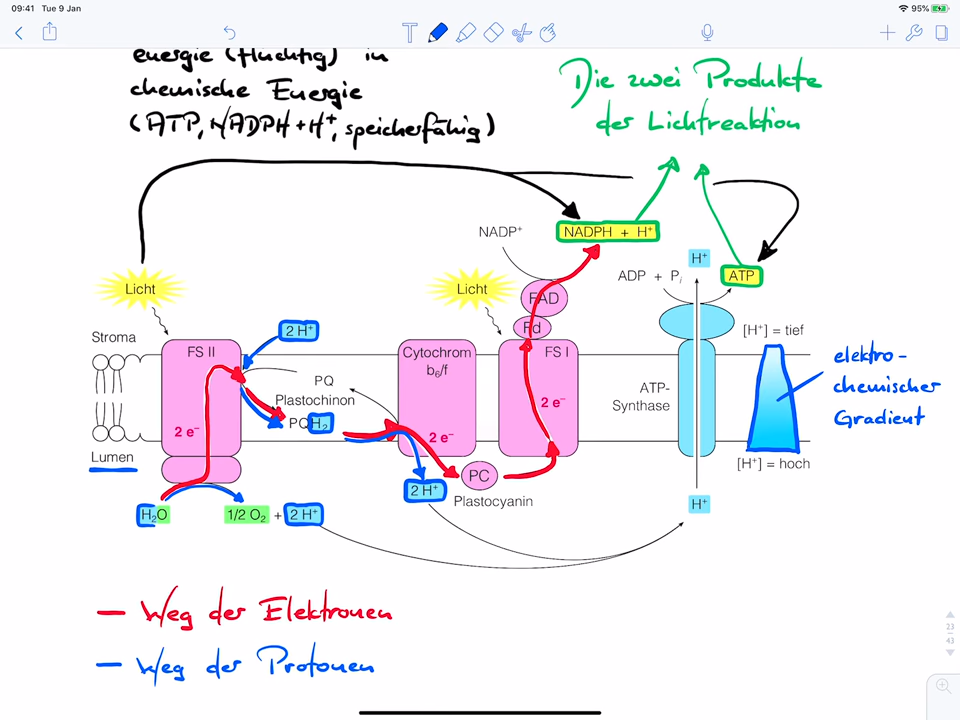 09:41 Tue 9 Jan
95%
energie (flüchtig) in
chemische Energie
(ATP, NADPH+H⁺, speicherfähig)
Die zwei Produkte
der Lichtreaktion
NADP⁺
NADPH + H⁺
H⁺
ADP + Pᵢ
ATP
Licht
Licht
FAD
Fd
2 H⁺
Stroma
FS II
Cytochrom
b₆/f
FS I
[H⁺] = tief
elektro-
chemischer
Gradient
PQ
Plastochinon
PQH₂
ATP-
Synthase
2 e⁻
2 e⁻
2 e⁻
Lumen
[H⁺] = hoch
PC
Plastocyanin
2 H⁺
H₂O
1/2 O₂ + 2 H⁺
H⁺
— Weg der Elektronen
— Weg der Protonen
23
43